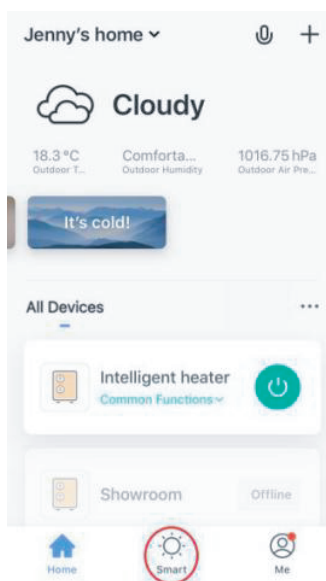 Jenny's home
Cloudy
18.3 °C Comforta... 1016.75 hPa
Outdoor T... Outdoor Humidity Outdoor Air Pre...
It's cold!
All Devices ...
Intelligent heater
Common Functions
Showroom Offline
Home Smart Me